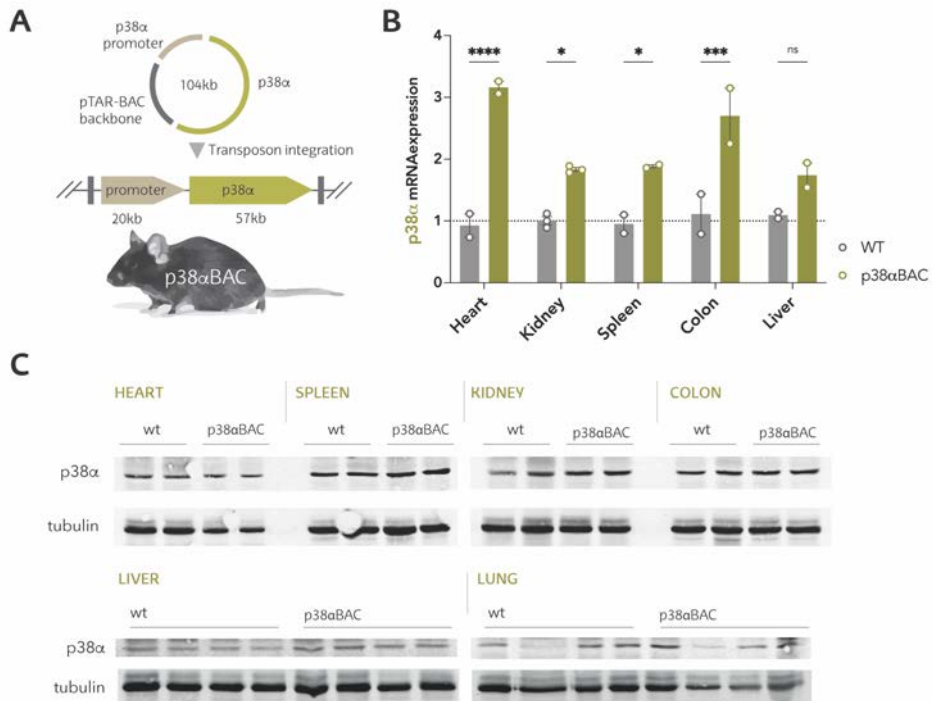 A
p38α
promoter
104kb
p38α
pTAR-BAC
backbone
Transposon integration
promoter
p38α
20kb
57kb
p38αBAC
B
p38α mRNAexpression
4
3
2
1
0
****
*
*
***
ns
Heart
Kidney
Spleen
Colon
Liver
WT
p38αBAC
C
HEART
SPLEEN
KIDNEY
COLON
wt
p38αBAC
wt
p38αBAC
wt
p38αBAC
wt
p38αBAC
p38α
tubulin
LIVER
LUNG
wt
p38αBAC
wt
p38αBAC
p38α
tubulin